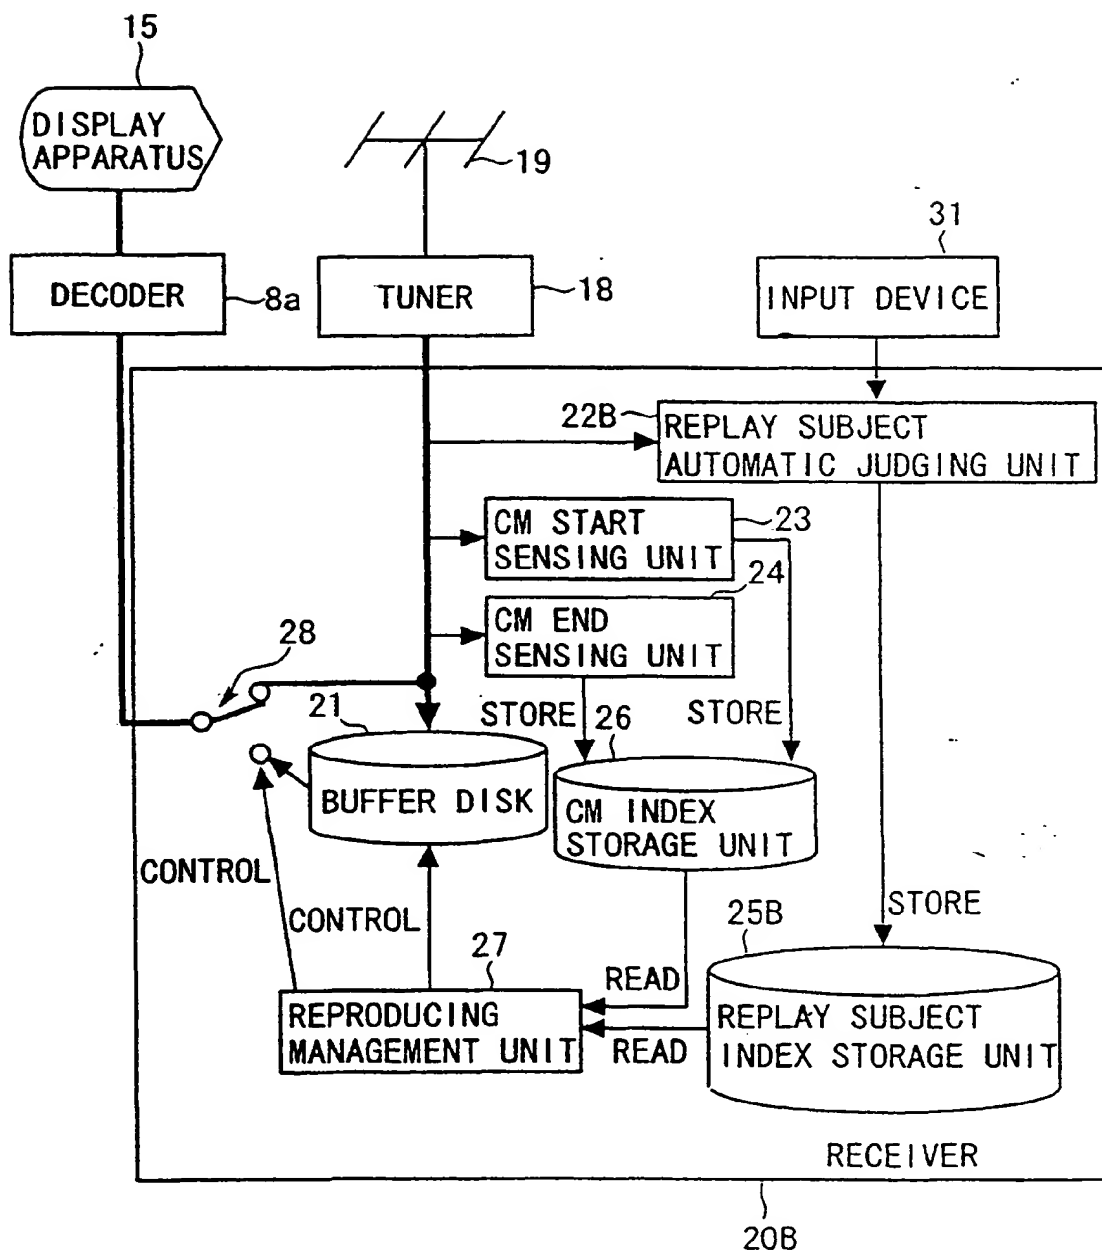 15
DISPLAY
APPARATUS
19
31
DECODER
8a
TUNER
18
INPUT DEVICE
22B
REPLAY SUBJECT
AUTOMATIC JUDGING UNIT
CM START
SENSING UNIT
23
24
CM END
SENSING UNIT
28
21
STORE
26
STORE
BUFFER DISK
CM INDEX
STORAGE UNIT
CONTROL
CONTROL
STORE
25B
27
READ
REPRODUCING
MANAGEMENT UNIT
READ
REPLAY SUBJECT
INDEX STORAGE UNIT
RECEIVER
20B